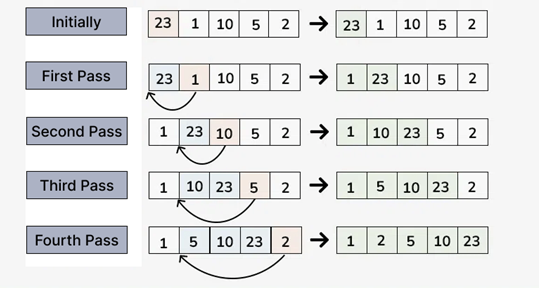 Initially 23 1 10 5 2 → 23 1 10 5 2
First Pass 23 1 10 5 2 → 1 23 10 5 2
Second Pass 1 23 10 5 2 → 1 10 23 5 2
Third Pass 1 10 23 5 2 → 1 5 10 23 2
Fourth Pass 1 5 10 23 2 → 1 2 5 10 23